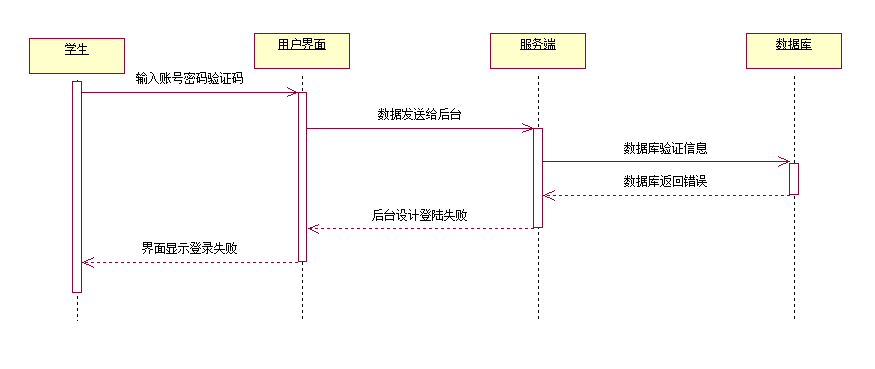 学生
用户界面
服务端
数据库
输入账号密码验证码
数据发送给后台
数据库验证信息
数据库返回错误
后台设计登陆失败
界面显示登录失败